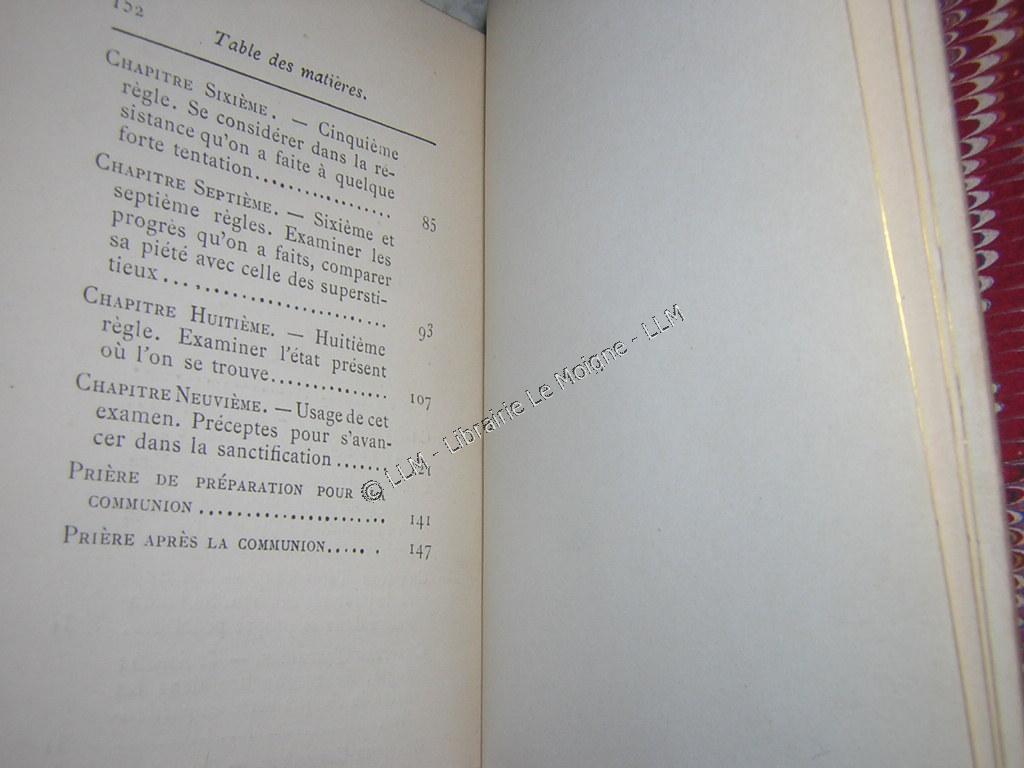 152
Table des matières.
CHAPITRE SIXIÈME. — Cinquième
règle. Se considérer dans la ré-
sistance qu'on a faite à quelque
forte tentation.................. 85
CHAPITRE SEPTIÈME. — Sixième et
septième règles. Examiner les
progrès qu'on a faits, comparer
sa piété avec celle des supersti-
tieux........................ 93
CHAPITRE HUITIÈME. — Huitième
règle. Examiner l'état présent
où l'on se trouve............... 107
CHAPITRE NEUVIÈME. — Usage de cet
examen. Préceptes pour s'avan-
cer dans la sanctification.......
PRIÈRE DE PRÉPARATION POUR
COMMUNION........................ 141
PRIÈRE APRÈS LA COMMUNION...... 147
© LLM - Librairie Le Moigne - LLM